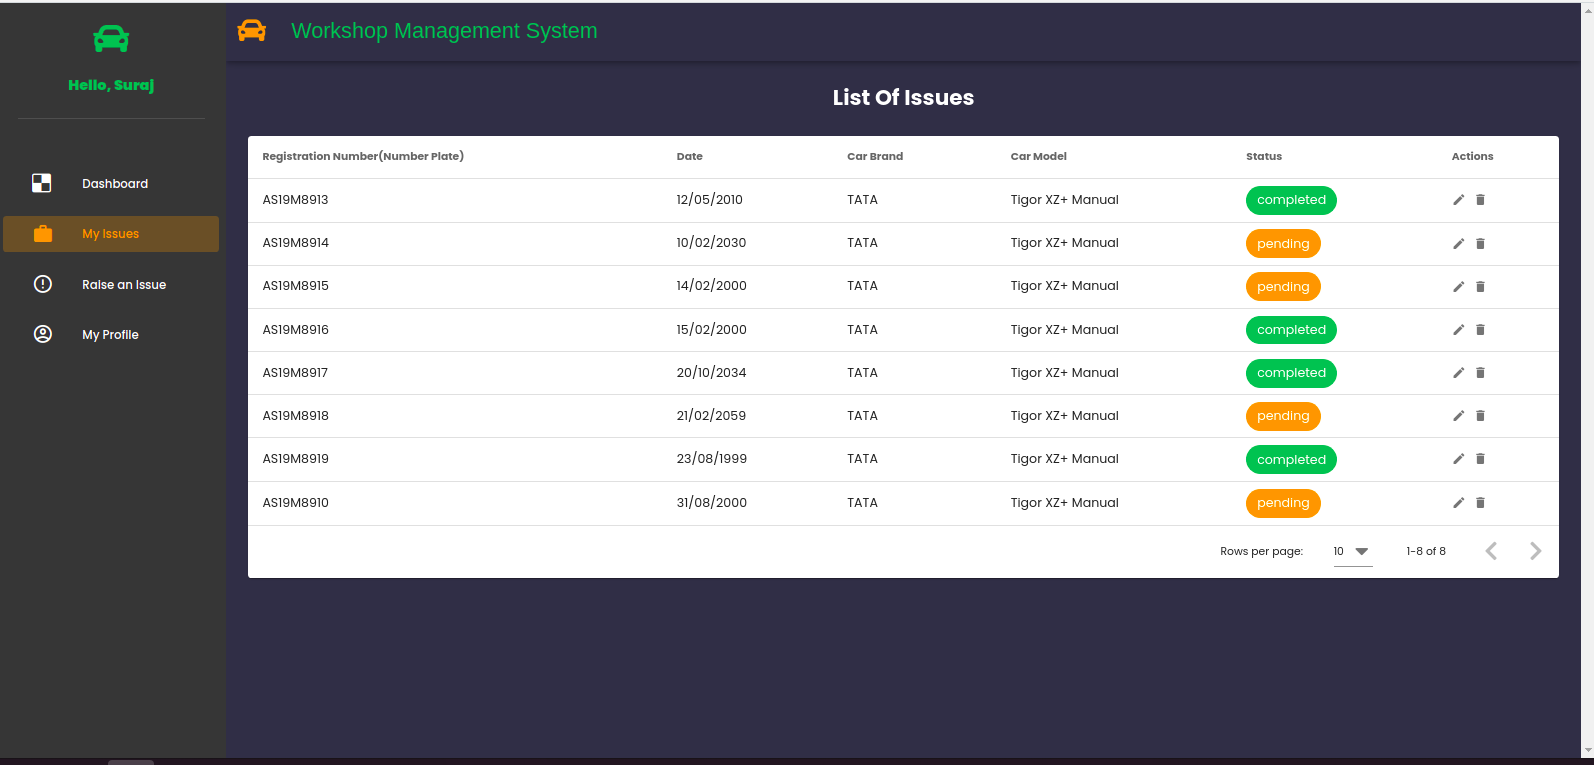 Workshop Management System
Hello, Suraj
Dashboard
My Issues
Raise an Issue
My Profile
List Of Issues
Registration Number(Number Plate) Date Car Brand Car Model Status Actions
AS19M8913 12/05/2010 TATA Tigor XZ+ Manual completed
AS19M8914 10/02/2030 TATA Tigor XZ+ Manual pending
AS19M8915 14/02/2000 TATA Tigor XZ+ Manual pending
AS19M8916 15/02/2000 TATA Tigor XZ+ Manual completed
AS19M8917 20/10/2034 TATA Tigor XZ+ Manual completed
AS19M8918 21/02/2059 TATA Tigor XZ+ Manual pending
AS19M8919 23/08/1999 TATA Tigor XZ+ Manual completed
AS19M8910 31/08/2000 TATA Tigor XZ+ Manual pending
Rows per page: 10 1-8 of 8